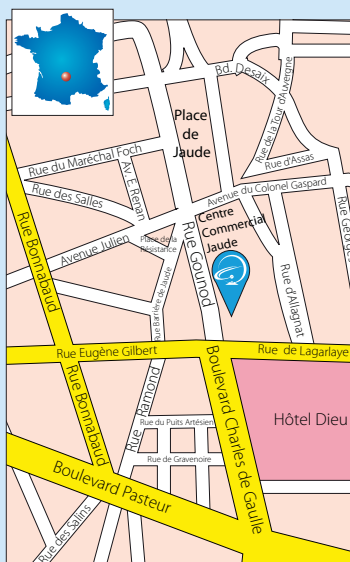 Bd. Desaix
Rue de la Tour d'Auvergne
Place
de
Jaude
Rue du Maréchal Foch
Rue d'Assas
Rue des Salles
Av. E. Renan
Avenue du Colonel Gaspard
Centre
Commercial
Jaude
Rue Bonnabaud
Avenue Julien
Place de la
Résistance
Rue Gounod
Rue Barrière de Jaude
Rue d'Allagnat
Rue Eugène Gilbert
Rue de Lagarlaye
Rue Bonnabaud
Rue Ramond
Boulevard Charles de Gaulle
Rue du Puits Artésien
Hôtel Dieu
Rue de Gravenoire
Boulevard Pasteur
Rue des Salins